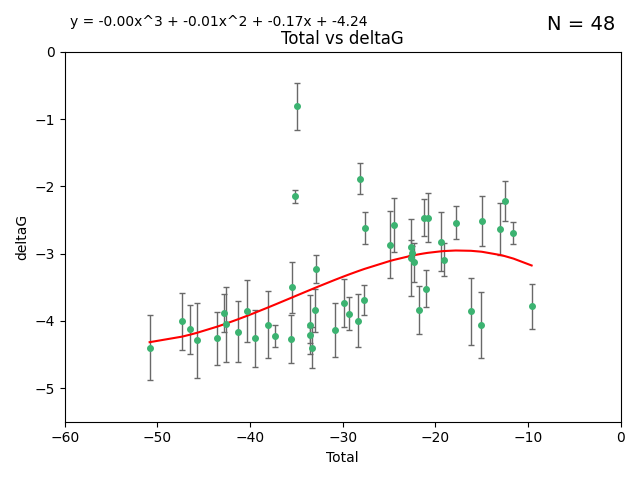 y = -0.00x^3 + -0.01x^2 + -0.17x + -4.24
N = 48
Total vs deltaG
0
−1
−2
−3
−4
−5
deltaG
−60 −50 −40 −30 −20 −10 0
Total